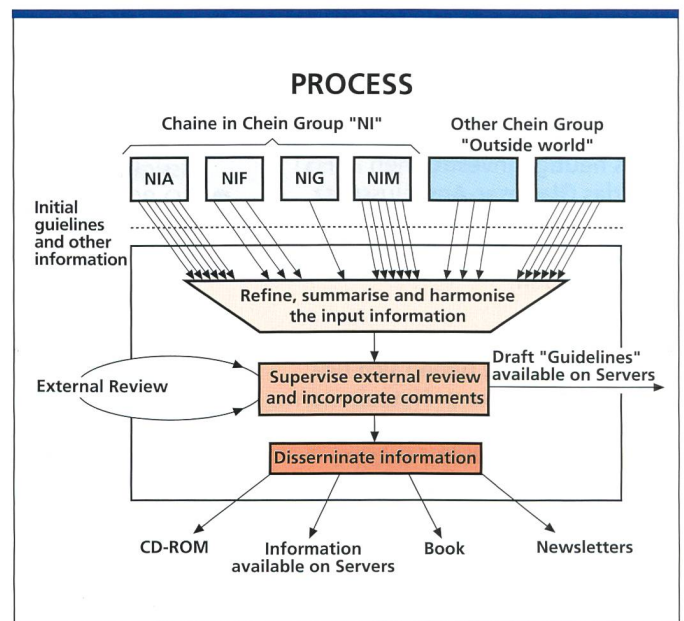 PROCESS
Chaine in Chein Group "NI"
Other Chein Group
"Outside world"
NIA
NIF
NIG
NIM
Initial
guielines
and other
information
Refine, summarise and harmonise
the input information
External Review
Supervise external review
and incorporate comments
Draft "Guidelines"
available on Servers
Disserninate information
CD-ROM
Information
available on Servers
Book
Newsletters